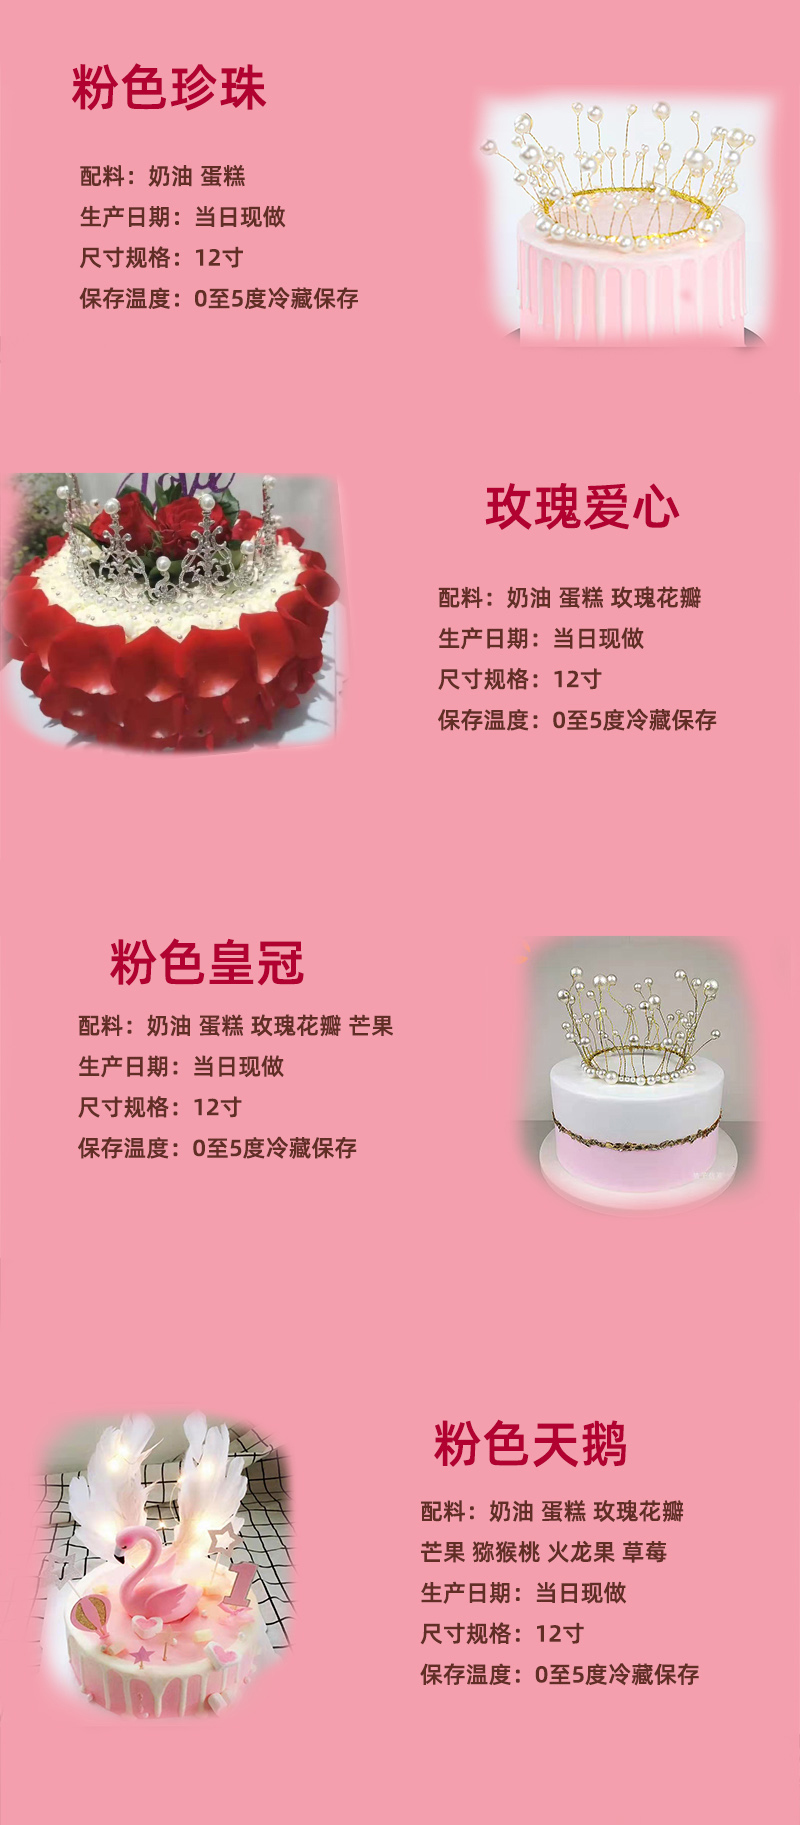 粉色珍珠
配料：奶油 蛋糕
生产日期：当日现做
尺寸规格：12寸
保存温度：0至5度冷藏保存
Love
玫瑰爱心
配料：奶油 蛋糕 玫瑰花瓣
生产日期：当日现做
尺寸规格：12寸
保存温度：0至5度冷藏保存
粉色皇冠
配料：奶油 蛋糕 玫瑰花瓣 芒果
生产日期：当日现做
尺寸规格：12寸
保存温度：0至5度冷藏保存
粉色天鹅
配料：奶油 蛋糕 玫瑰花瓣
芒果 猕猴桃 火龙果 草莓
生产日期：当日现做
尺寸规格：12寸
保存温度：0至5度冷藏保存
1